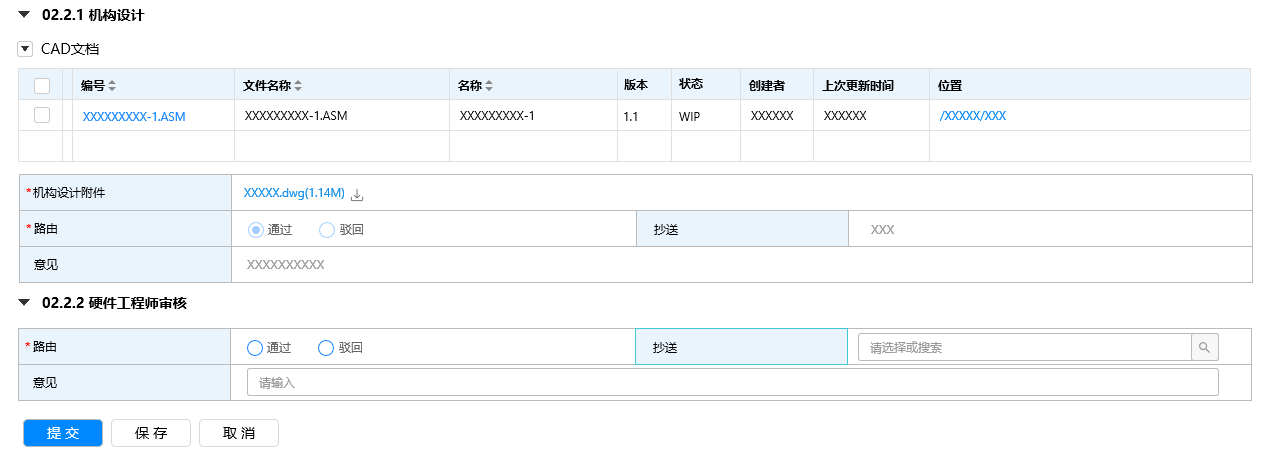 02.2.1 机构设计
CAD文档
编号 文件名称 名称 版本 状态 创建者 上次更新时间 位置
XXXXXXXXX-1.ASM XXXXXXXXX-1.ASM XXXXXXXXX-1 1.1 WIP XXXXXX XXXXXX /XXXXX/XXX
*机构设计附件 XXXXX.dwg(1.14M)
*路由 通过 驳回 抄送 XXX
意见 XXXXXXXXXX
02.2.2 硬件工程师审核
*路由 通过 驳回 抄送 请选择或搜索
意见 请输入
提 交 保 存 取 消